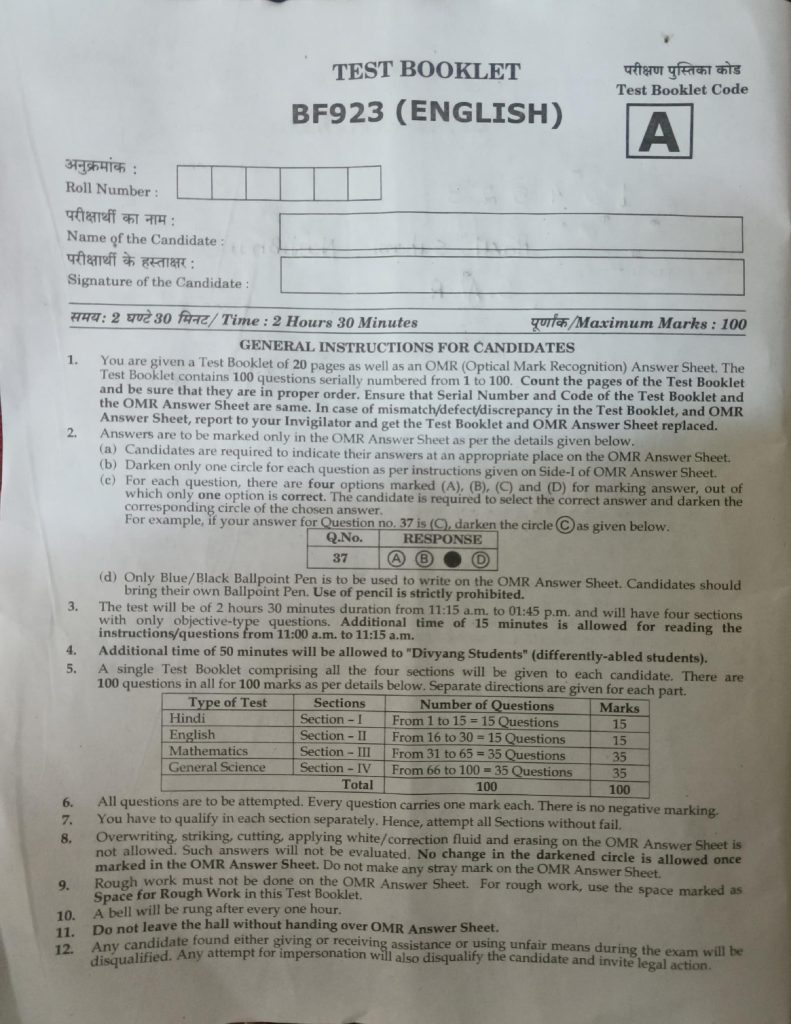 TEST BOOKLET
BF923 (ENGLISH)
परीक्षण पुस्तिका कोड
Test Booklet Code
A
अनुक्रमांक :
Roll Number :
परीक्षार्थी का नाम :
Name of the Candidate :
परीक्षार्थी के हस्ताक्षर :
Signature of the Candidate :
समय: 2 घण्टे 30 मिनट/ Time : 2 Hours 30 Minutes पूर्णांक/Maximum Marks : 100
GENERAL INSTRUCTIONS FOR CANDIDATES
1. You are given a Test Booklet of 20 pages as well as an OMR (Optical Mark Recognition) Answer Sheet. The
Test Booklet contains 100 questions serially numbered from 1 to 100. Count the pages of the Test Booklet
and be sure that they are in proper order. Ensure that Serial Number and Code of the Test Booklet and
the OMR Answer Sheet are same. In case of mismatch/defect/discrepancy in the Test Booklet, and OMR
Answer Sheet, report to your Invigilator and get the Test Booklet and OMR Answer Sheet replaced.
2. Answers are to be marked only in the OMR Answer Sheet as per the details given below.
(a) Candidates are required to indicate their answers at an appropriate place on the OMR Answer Sheet.
(b) Darken only one circle for each question as per instructions given on Side-I of OMR Answer Sheet.
(c) For each question, there are four options marked (A), (B), (C) and (D) for marking answer, out of
which only one option is correct. The candidate is required to select the correct answer and darken the
corresponding circle of the chosen answer.
For example, if your answer for Question no. 37 is (C), darken the circle Ⓒ as given below.
Q.No. RESPONSE
37 Ⓐ Ⓑ ● Ⓓ
(d) Only Blue/Black Ballpoint Pen is to be used to write on the OMR Answer Sheet. Candidates should
bring their own Ballpoint Pen. Use of pencil is strictly prohibited.
3. The test will be of 2 hours 30 minutes duration from 11:15 a.m. to 01:45 p.m. and will have four sections
with only objective-type questions. Additional time of 15 minutes is allowed for reading the
instructions/questions from 11:00 a.m. to 11:15 a.m.
4. Additional time of 50 minutes will be allowed to "Divyang Students" (differently-abled students).
5. A single Test Booklet comprising all the four sections will be given to each candidate. There are
100 questions in all for 100 marks as per details below. Separate directions are given for each part.
Type of Test Sections Number of Questions Marks
Hindi Section – I From 1 to 15 = 15 Questions 15
English Section – II From 16 to 30 = 15 Questions 15
Mathematics Section – III From 31 to 65 = 35 Questions 35
General Science Section – IV From 66 to 100 = 35 Questions 35
Total 100 100
6. All questions are to be attempted. Every question carries one mark each. There is no negative marking.
7. You have to qualify in each section separately. Hence, attempt all Sections without fail.
8. Overwriting, striking, cutting, applying white/correction fluid and erasing on the OMR Answer Sheet is
not allowed. Such answers will not be evaluated. No change in the darkened circle is allowed once
marked in the OMR Answer Sheet. Do not make any stray mark on the OMR Answer Sheet.
9. Rough work must not be done on the OMR Answer Sheet. For rough work, use the space marked as
Space for Rough Work in this Test Booklet.
10. A bell will be rung after every one hour.
11. Do not leave the hall without handing over OMR Answer Sheet.
12. Any candidate found either giving or receiving assistance or using unfair means during the exam will be
disqualified. Any attempt for impersonation will also disqualify the candidate and invite legal action.